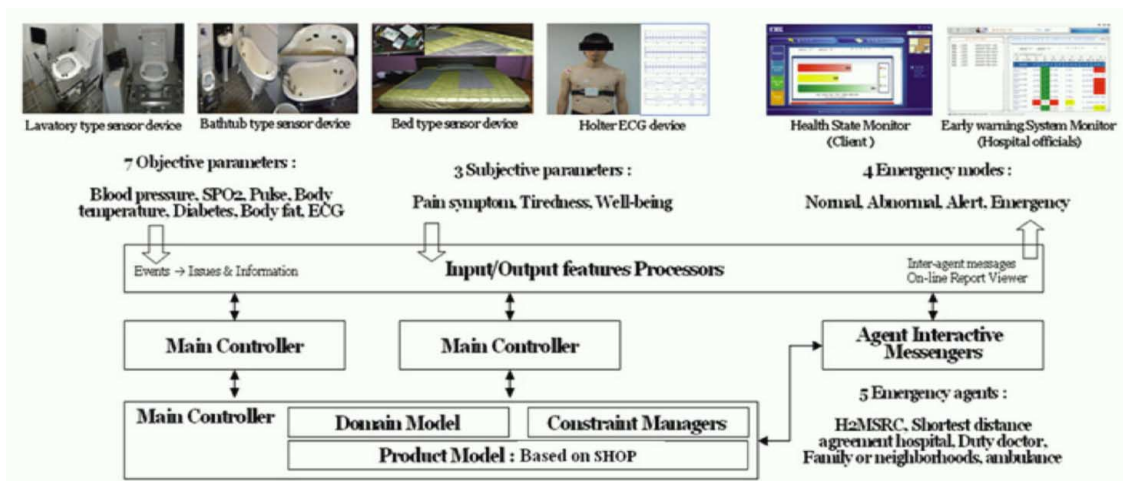 Lavatory type sensor device
Bathtub type sensor device
Bed type sensor device
Holter ECG device
Health State Monitor
(Client )
Early warning System Monitor
(Hospital officials)
7 Objective parameters :
Blood pressure, SPO2, Pulse, Body
temperature, Diabetes, Body fat, ECG
3 Subjective parameters :
Pain symptom, Tiredness, Well-being
4 Emergency modes :
Normal, Abnormal, Alert, Emergency
Events → Issues & Information
Input/Output features Processors
Inter-agent messages
On-line Report Viewer
Main Controller
Main Controller
Agent Interactive
Messengers
Main Controller
Domain Model
Constraint Managers
Product Model : Based on SHOP
5 Emergency agents :
H2MSRC, Shortest distance
agreement hospital, Duty doctor,
Family or neighborhoods, ambulance